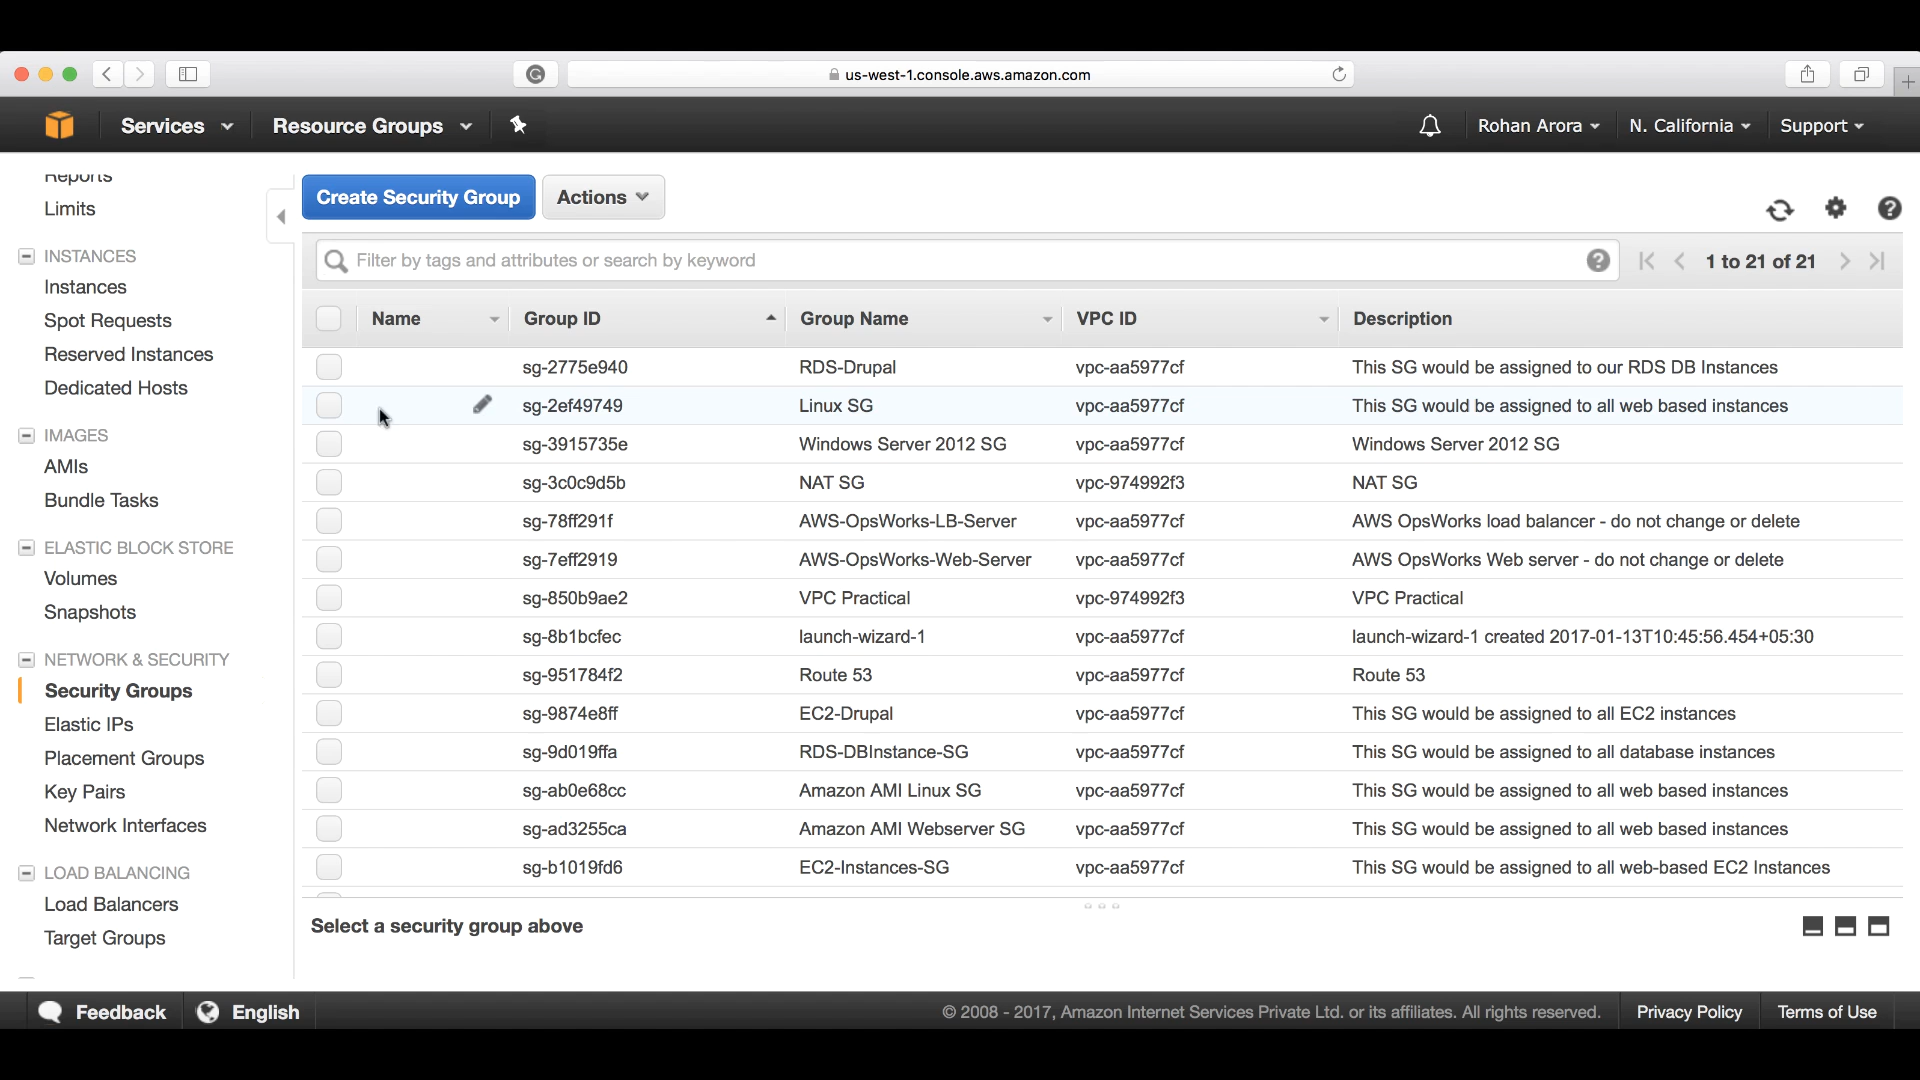 us-west-1.console.aws.amazon.com
Services Resource Groups Rohan Arora N. California Support
Reports
Limits
INSTANCES
Instances
Spot Requests
Reserved Instances
Dedicated Hosts
IMAGES
AMIs
Bundle Tasks
ELASTIC BLOCK STORE
Volumes
Snapshots
NETWORK & SECURITY
Security Groups
Elastic IPs
Placement Groups
Key Pairs
Network Interfaces
LOAD BALANCING
Load Balancers
Target Groups
Create Security Group Actions
Filter by tags and attributes or search by keyword 1 to 21 of 21
Name Group ID Group Name VPC ID Description
sg-2775e940 RDS-Drupal vpc-aa5977cf This SG would be assigned to our RDS DB Instances
sg-2ef49749 Linux SG vpc-aa5977cf This SG would be assigned to all web based instances
sg-3915735e Windows Server 2012 SG vpc-aa5977cf Windows Server 2012 SG
sg-3c0c9d5b NAT SG vpc-974992f3 NAT SG
sg-78ff291f AWS-OpsWorks-LB-Server vpc-aa5977cf AWS OpsWorks load balancer - do not change or delete
sg-7eff2919 AWS-OpsWorks-Web-Server vpc-aa5977cf AWS OpsWorks Web server - do not change or delete
sg-850b9ae2 VPC Practical vpc-974992f3 VPC Practical
sg-8b1bcfec launch-wizard-1 vpc-aa5977cf launch-wizard-1 created 2017-01-13T10:45:56.454+05:30
sg-951784f2 Route 53 vpc-aa5977cf Route 53
sg-9874e8ff EC2-Drupal vpc-aa5977cf This SG would be assigned to all EC2 instances
sg-9d019ffa RDS-DBInstance-SG vpc-aa5977cf This SG would be assigned to all database instances
sg-ab0e68cc Amazon AMI Linux SG vpc-aa5977cf This SG would be assigned to all web based instances
sg-ad3255ca Amazon AMI Webserver SG vpc-aa5977cf This SG would be assigned to all web based instances
sg-b1019fd6 EC2-Instances-SG vpc-aa5977cf This SG would be assigned to all web-based EC2 Instances
Select a security group above
Feedback English © 2008 - 2017, Amazon Internet Services Private Ltd. or its affiliates. All rights reserved. Privacy Policy Terms of Use